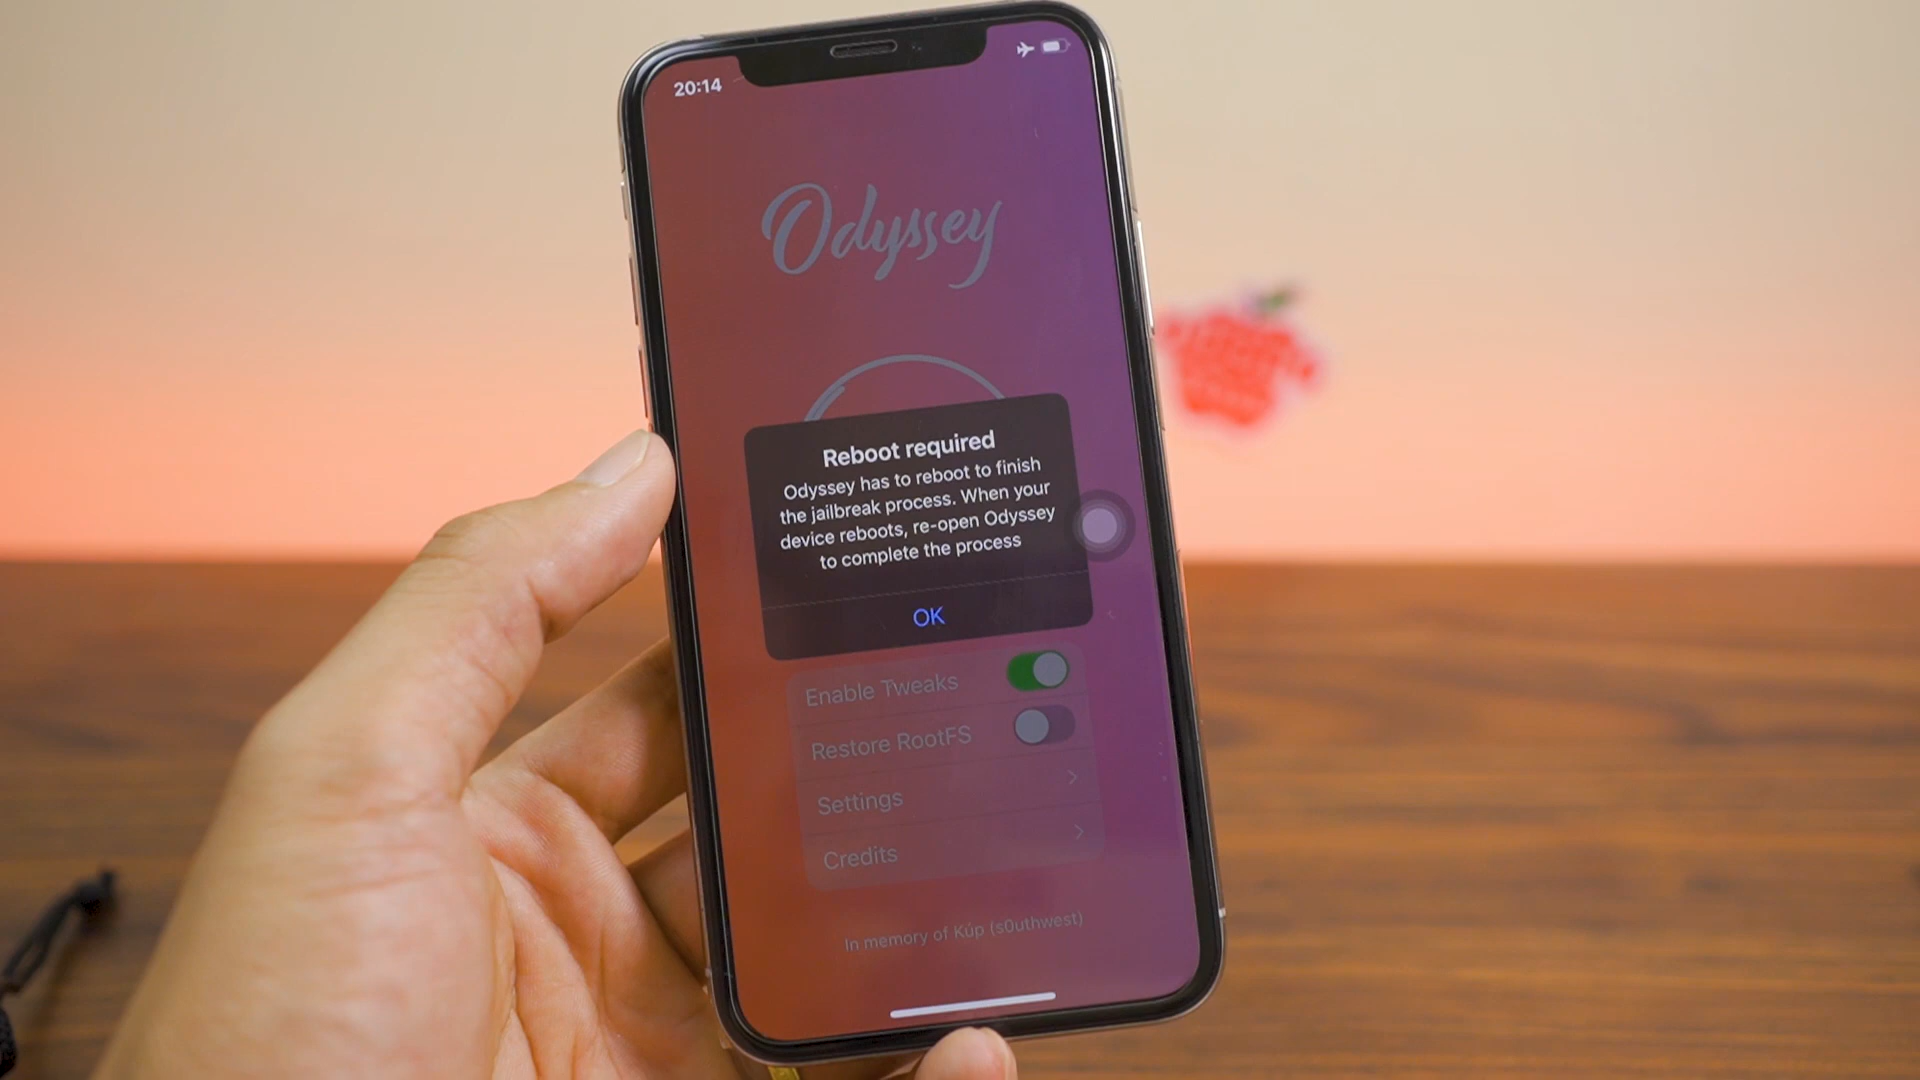 20:14
Odyssey
Reboot required
Odyssey has to reboot to finish
the jailbreak process. When your
device reboots, re-open Odyssey
to complete the process
OK
Enable Tweaks
Restore RootFS
Settings
Credits
In memory of Kúp (s0uthwest)